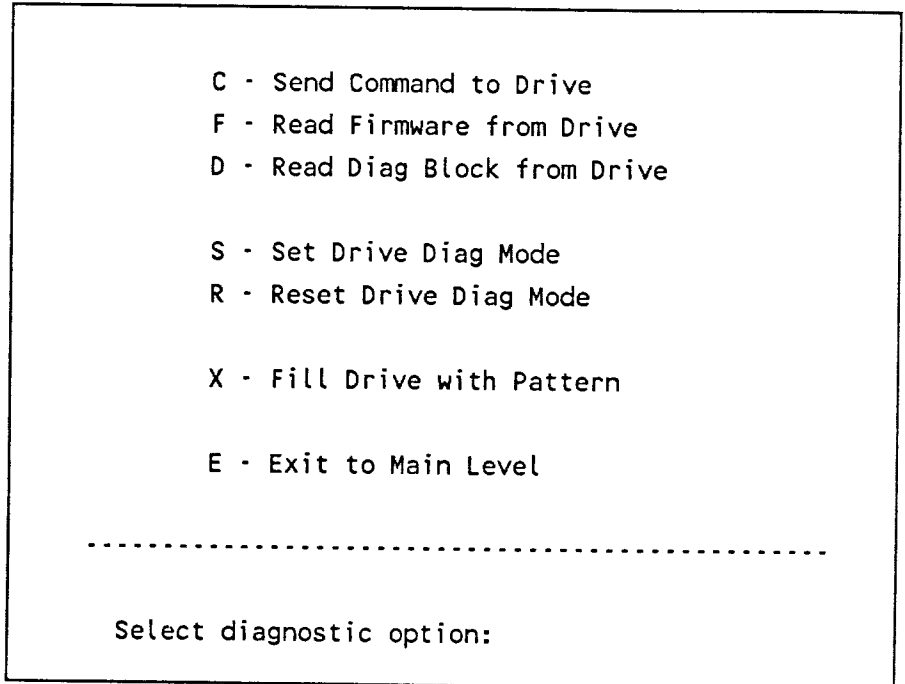 C - Send Command to Drive
F - Read Firmware from Drive
D - Read Diag Block from Drive
S - Set Drive Diag Mode
R - Reset Drive Diag Mode
X - Fill Drive with Pattern
E - Exit to Main Level
-------------------------------------------------
Select diagnostic option: